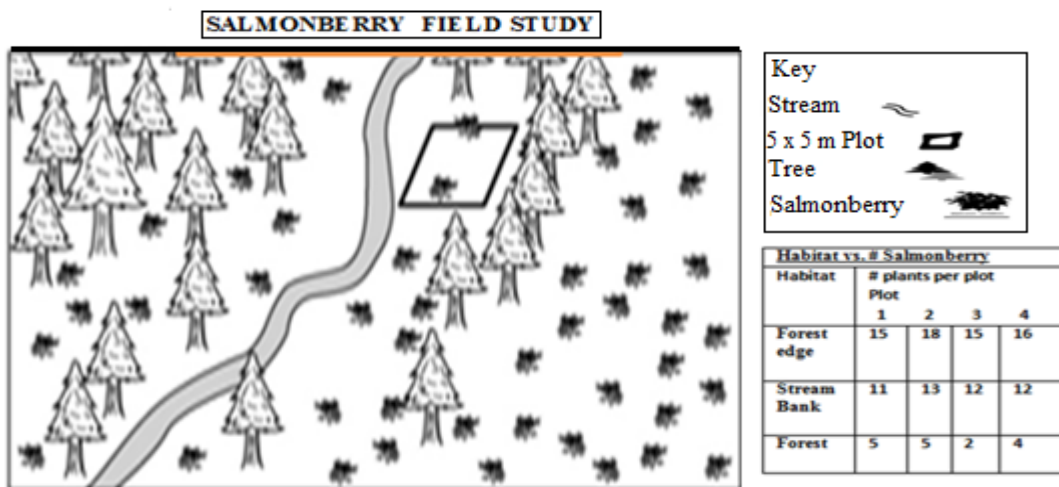 SALMONBERRY FIELD STUDY
Key
Stream
5 x 5 m Plot
Tree
Salmonberry
Habitat vs. # Salmonberry
Habitat # plants per plot
Plot
1 2 3 4
Forest edge 15 18 15 16
Stream Bank 11 13 12 12
Forest 5 5 2 4